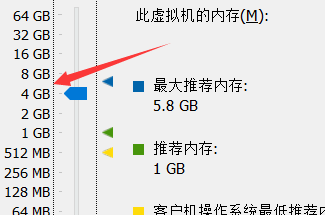 此虚拟机的内存(M):
64 GB
32 GB
16 GB
8 GB
4 GB
2 GB
1 GB
512 MB
256 MB
128 MB
64 MB
最大推荐内存:
5.8 GB
推荐内存:
1 GB
客户机操作系统最低推荐内